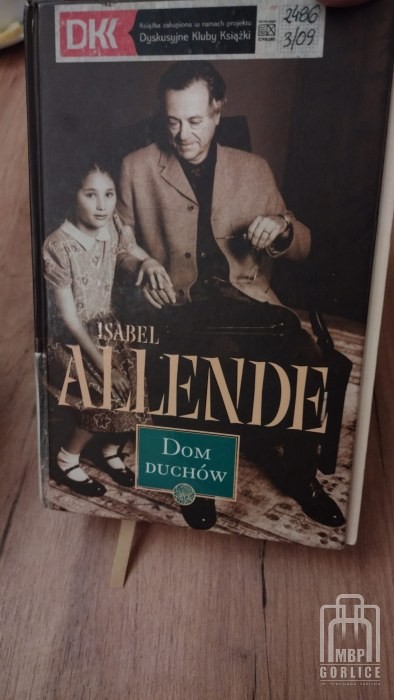 DKK
Książka zakupiona w ramach projektu
Dyskusyjne Kluby Książki
2486
3/09
ISABEL
ALLENDE
DOM
DUCHÓW
MBP
GORLICE